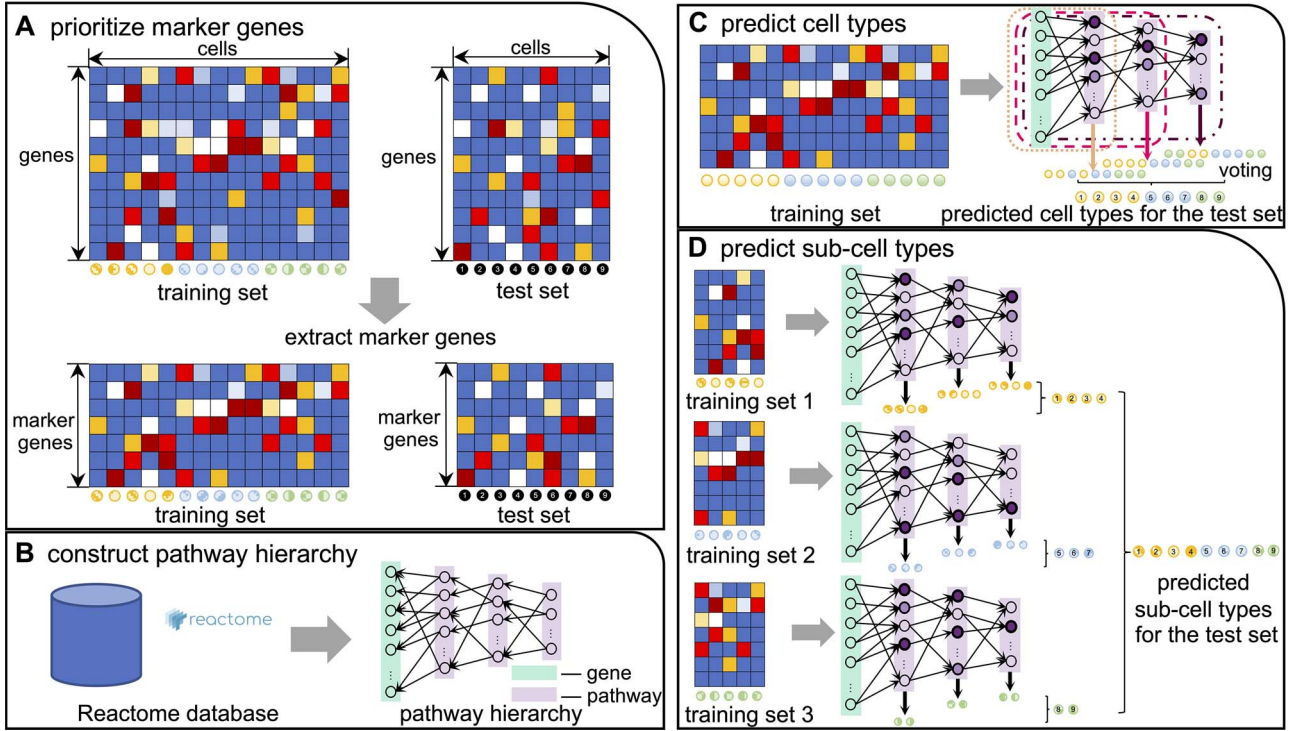 A prioritize marker genes
cells
cells
genes
genes
1 2 3 4 5 6 7 8 9
training set
test set
extract marker genes
marker
genes
marker
genes
1 2 3 4 5 6 7 8 9
training set
test set
B construct pathway hierarchy
reactome
gene
pathway
Reactome database
pathway hierarchy
C predict cell types
voting
1 2 3 4 5 6 7 8 9
training set
predicted cell types for the test set
D predict sub-cell types
training set 1
1 2 3 4
training set 2
5 6 7
1 2 3 4 5 6 7 8 9
predicted
sub-cell types
for the test set
training set 3
8 9